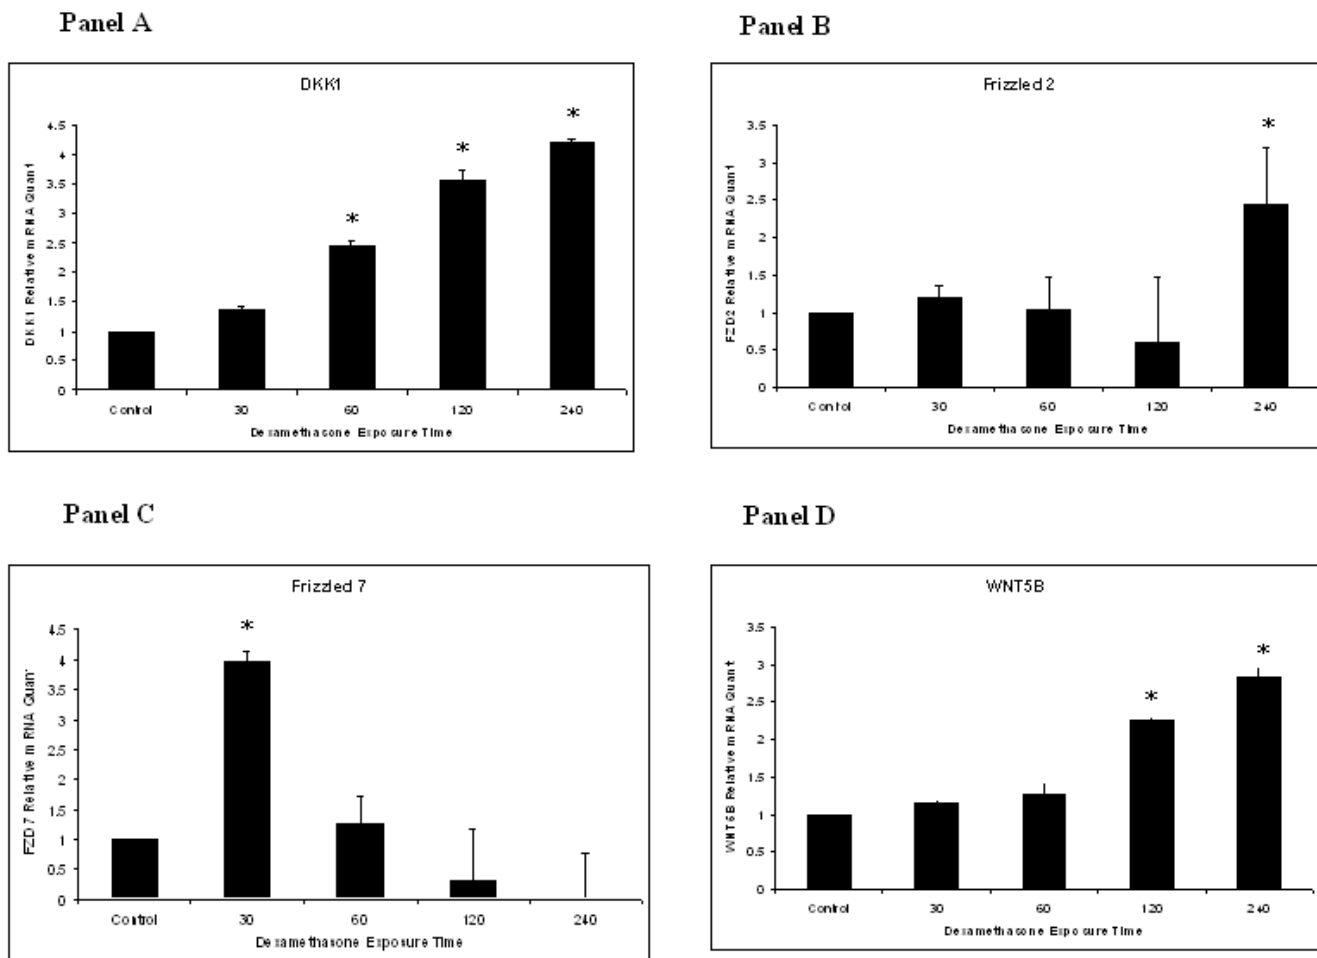 Panel A
DKK1
DKK1 Relative mRNA Quant
4.5
4
3.5
3
2.5
2
1.5
1
0.5
0
*
*
*
Control 30 60 120 240
Dexamethasone Exposure Time
Panel B
Frizzled 2
FZD2 Relative mRNA Quant
3.5
3
2.5
2
1.5
1
0.5
0
*
Control 30 60 120 240
Dexamethasone Exposure Time
Panel C
Frizzled 7
FZD7 Relative mRNA Quant
4.5
4
3.5
3
2.5
2
1.5
1
0.5
0
*
Control 30 60 120 240
Dexamethasone Exposure Time
Panel D
WNT5B
WNT5B Relative mRNA Quant
3.5
3
2.5
2
1.5
1
0.5
0
*
*
Control 30 60 120 240
Dexamethasone Exposure Time